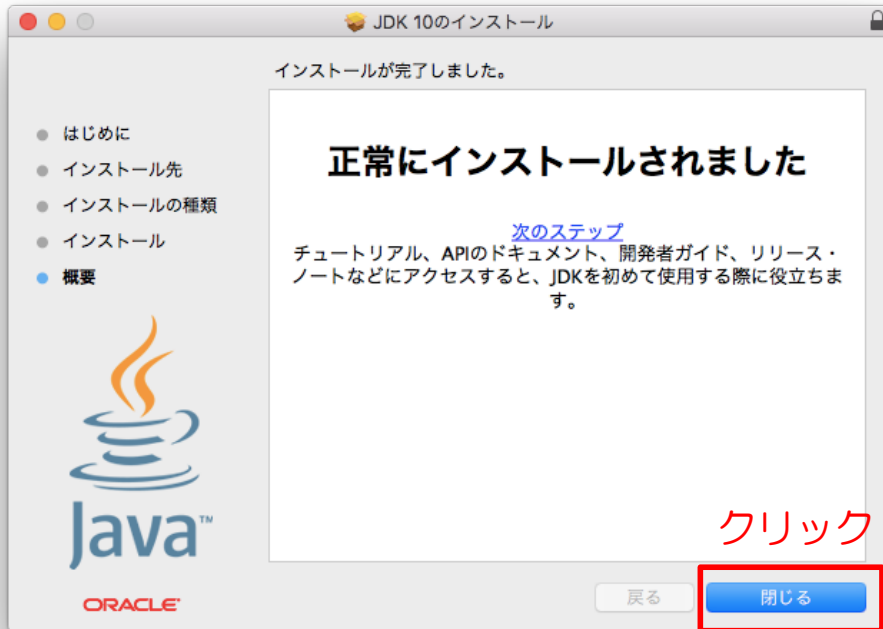 JDK 10のインストール
インストールが完了しました。
はじめに
インストール先
インストールの種類
インストール
概要
正常にインストールされました
次のステップ
チュートリアル、APIのドキュメント、開発者ガイド、リリース・
ノートなどにアクセスすると、JDKを初めて使用する際に役立ちま
す。
Java™
ORACLE®
クリック
戻る
閉じる